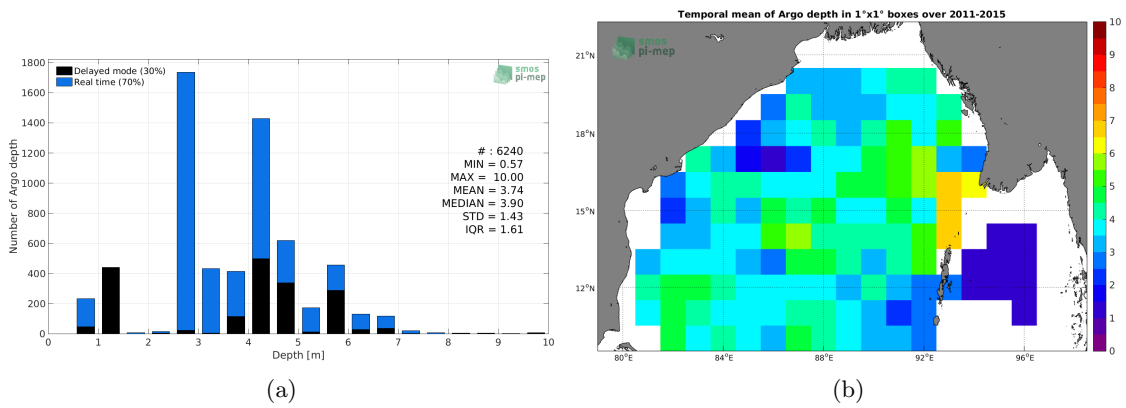 Temporal mean of Argo depth in 1°x1° boxes over 2011-2015
1800
1600
1400
1200
1000
800
600
400
200
0
Number of Argo depth
Delayed mode (30%)
Real time (70%)
smos
pi-mep
# : 6240
MIN = 0.57
MAX = 10.00
MEAN = 3.74
MEDIAN = 3.90
STD = 1.43
IQR = 1.61
0 1 2 3 4 5 6 7 8 9 10
Depth [m]
(a)
smos
pi-mep
21°N
18°N
15°N
12°N
80°E 84°E 88°E 92°E 96°E
10
9
8
7
6
5
4
3
2
1
0
(b)